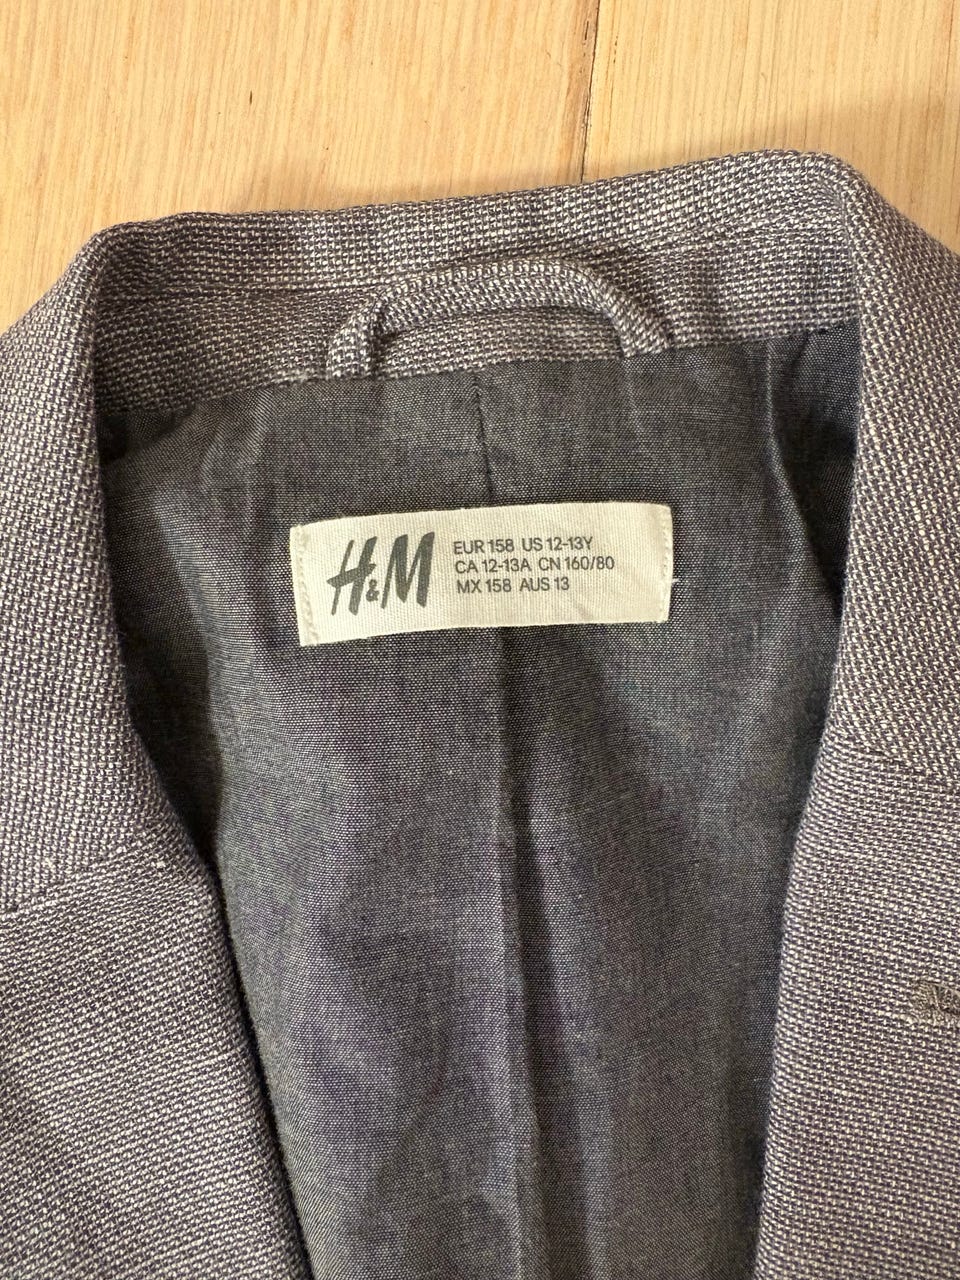 H&M
EUR 158 US 12-13Y
CA 12-13A CN 160/80
MX 158 AUS 13